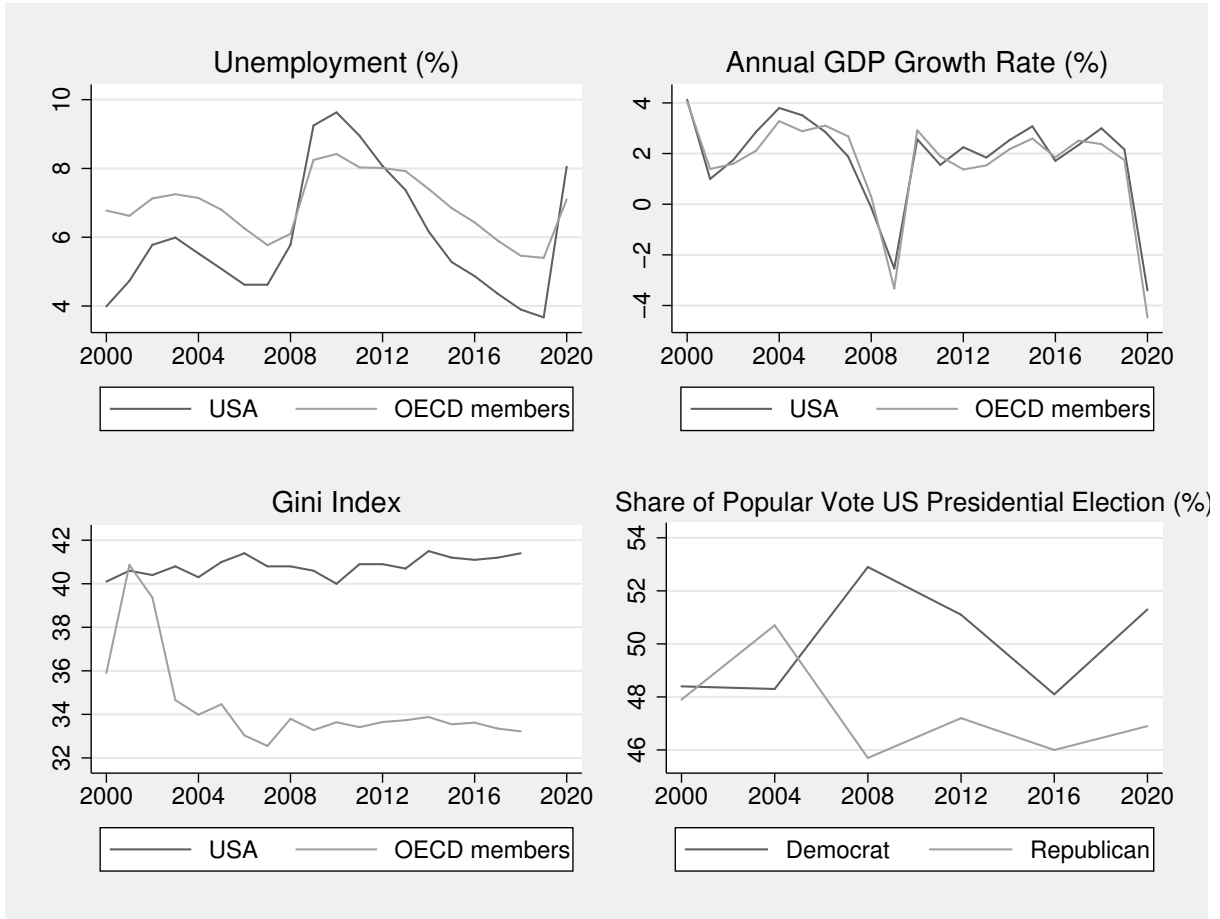 Unemployment (%)
10
8
6
4
2000 2004 2008 2012 2016 2020
USA OECD members
Annual GDP Growth Rate (%)
4
2
0
−2
−4
2000 2004 2008 2012 2016 2020
USA OECD members
Gini Index
42
40
38
36
34
32
2000 2004 2008 2012 2016 2020
USA OECD members
Share of Popular Vote US Presidential Election (%)
54
52
50
48
46
2000 2004 2008 2012 2016 2020
Democrat Republican